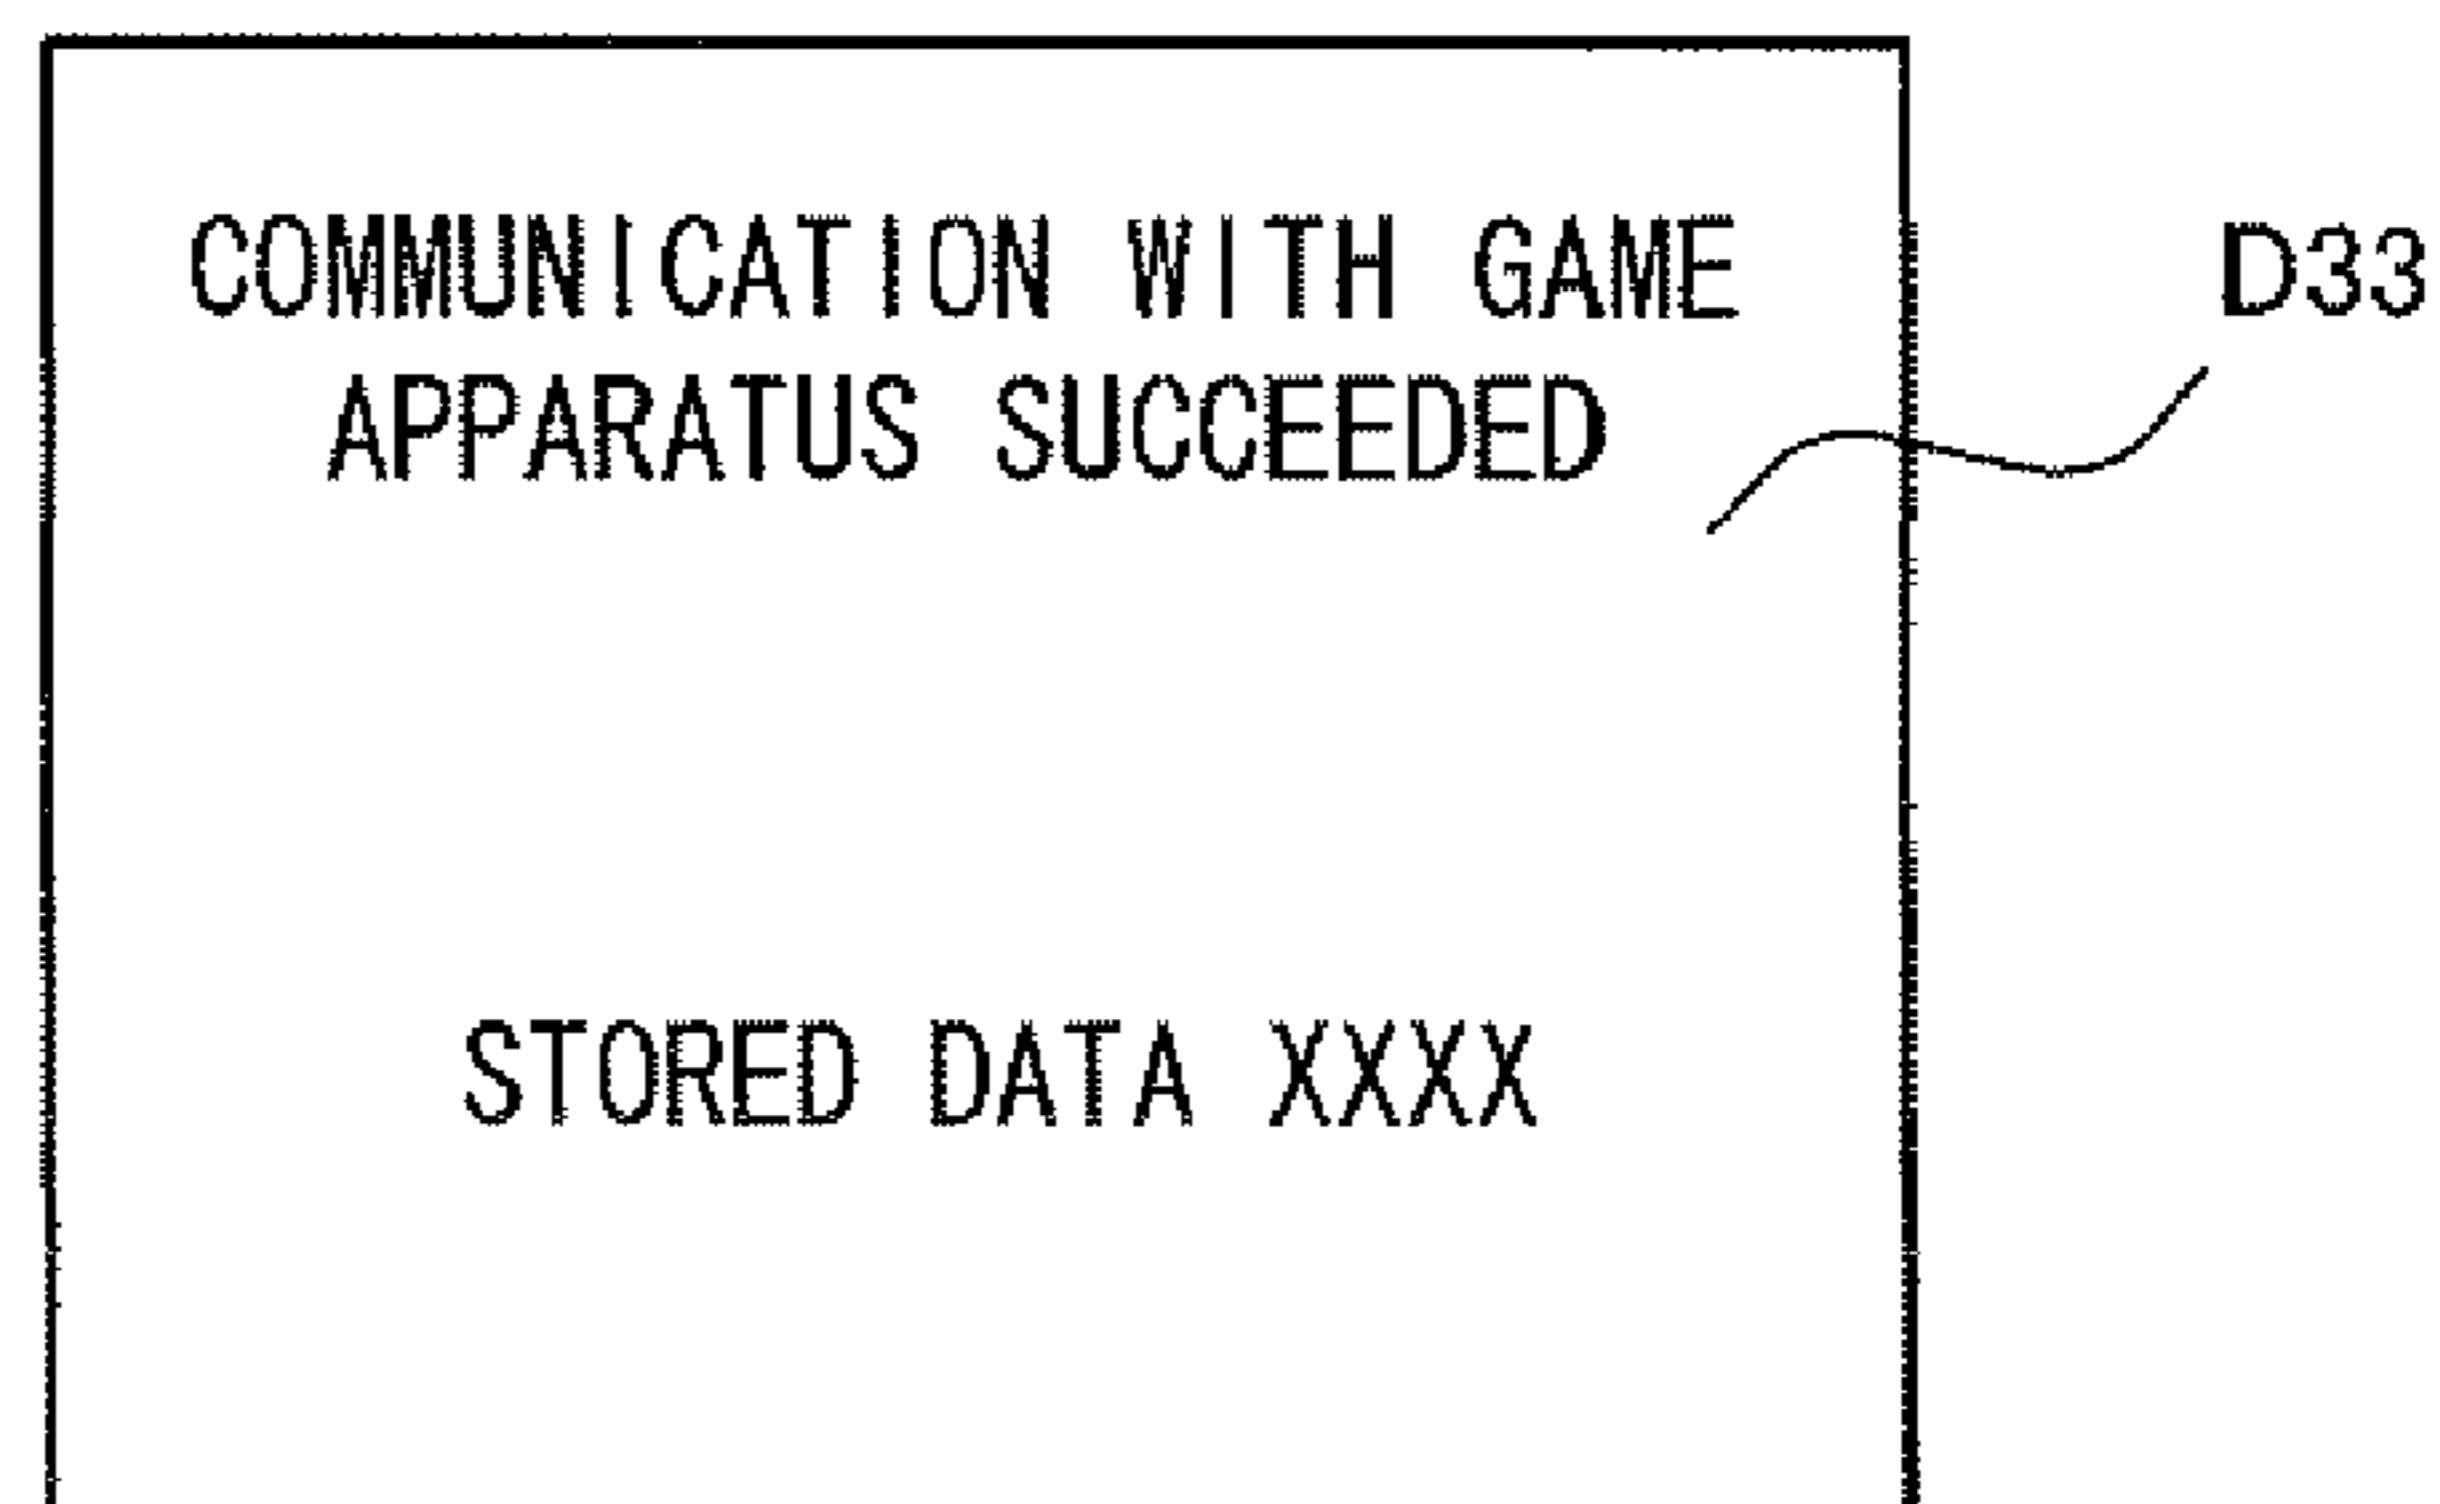 COMMUNICATION WITH GAME
APPARATUS SUCCEEDED
D33
STORED DATA XXXX